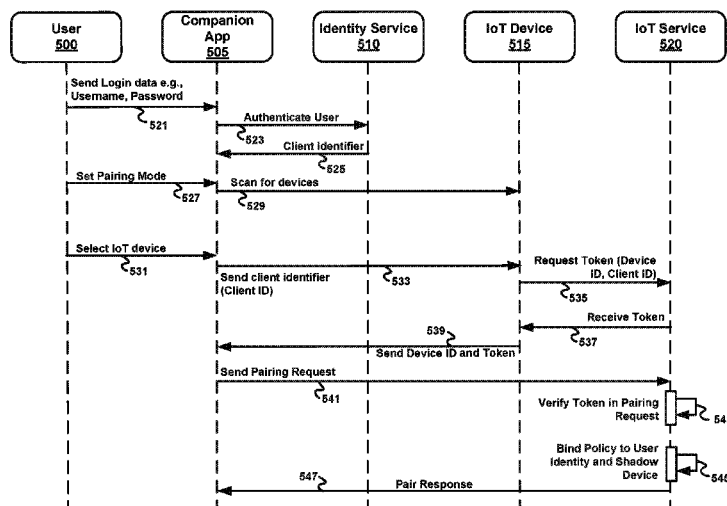 User
500
Companion
App
505
Identity Service
510
IoT Device
515
IoT Service
520
Send Login data e.g.,
Username, Password
521
Authenticate User
523
Client identifier
525
Set Pairing Mode
527
Scan for devices
529
Select IoT device
531
Send client identifier
(Client ID)
533
Request Token (Device
ID, Client ID)
535
Receive Token
537
539
Send Device ID and Token
Send Pairing Request
541
Verify Token in Pairing
Request
54
Bind Policy to User
Identity and Shadow
Device
545
547
Pair Response